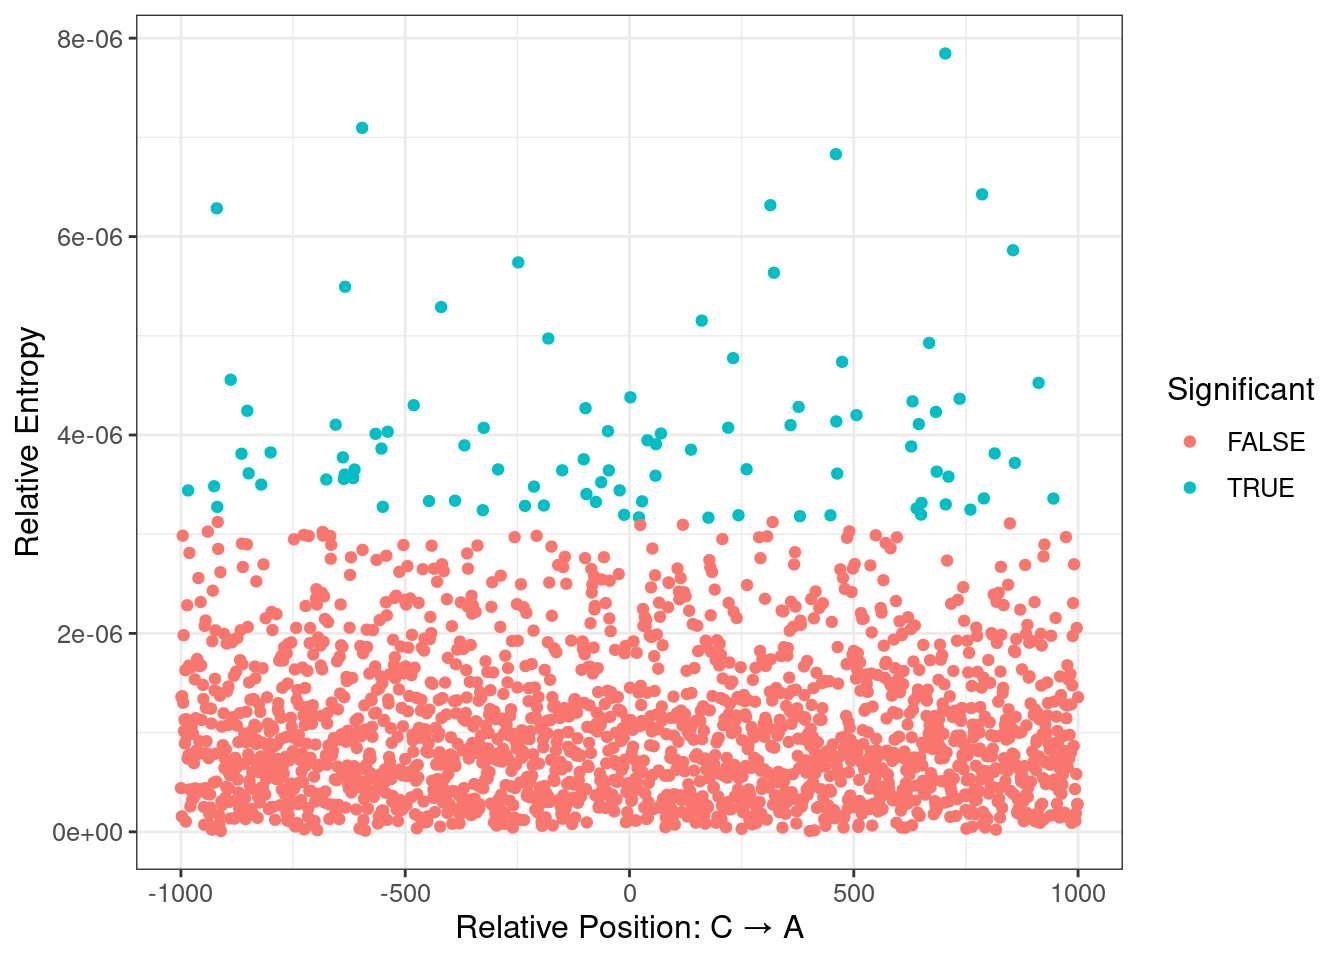 8e-06
6e-06
4e-06
2e-06
0e+00
Relative Entropy
-1000 -500 0 500 1000
Relative Position: C → A
Significant
FALSE
TRUE